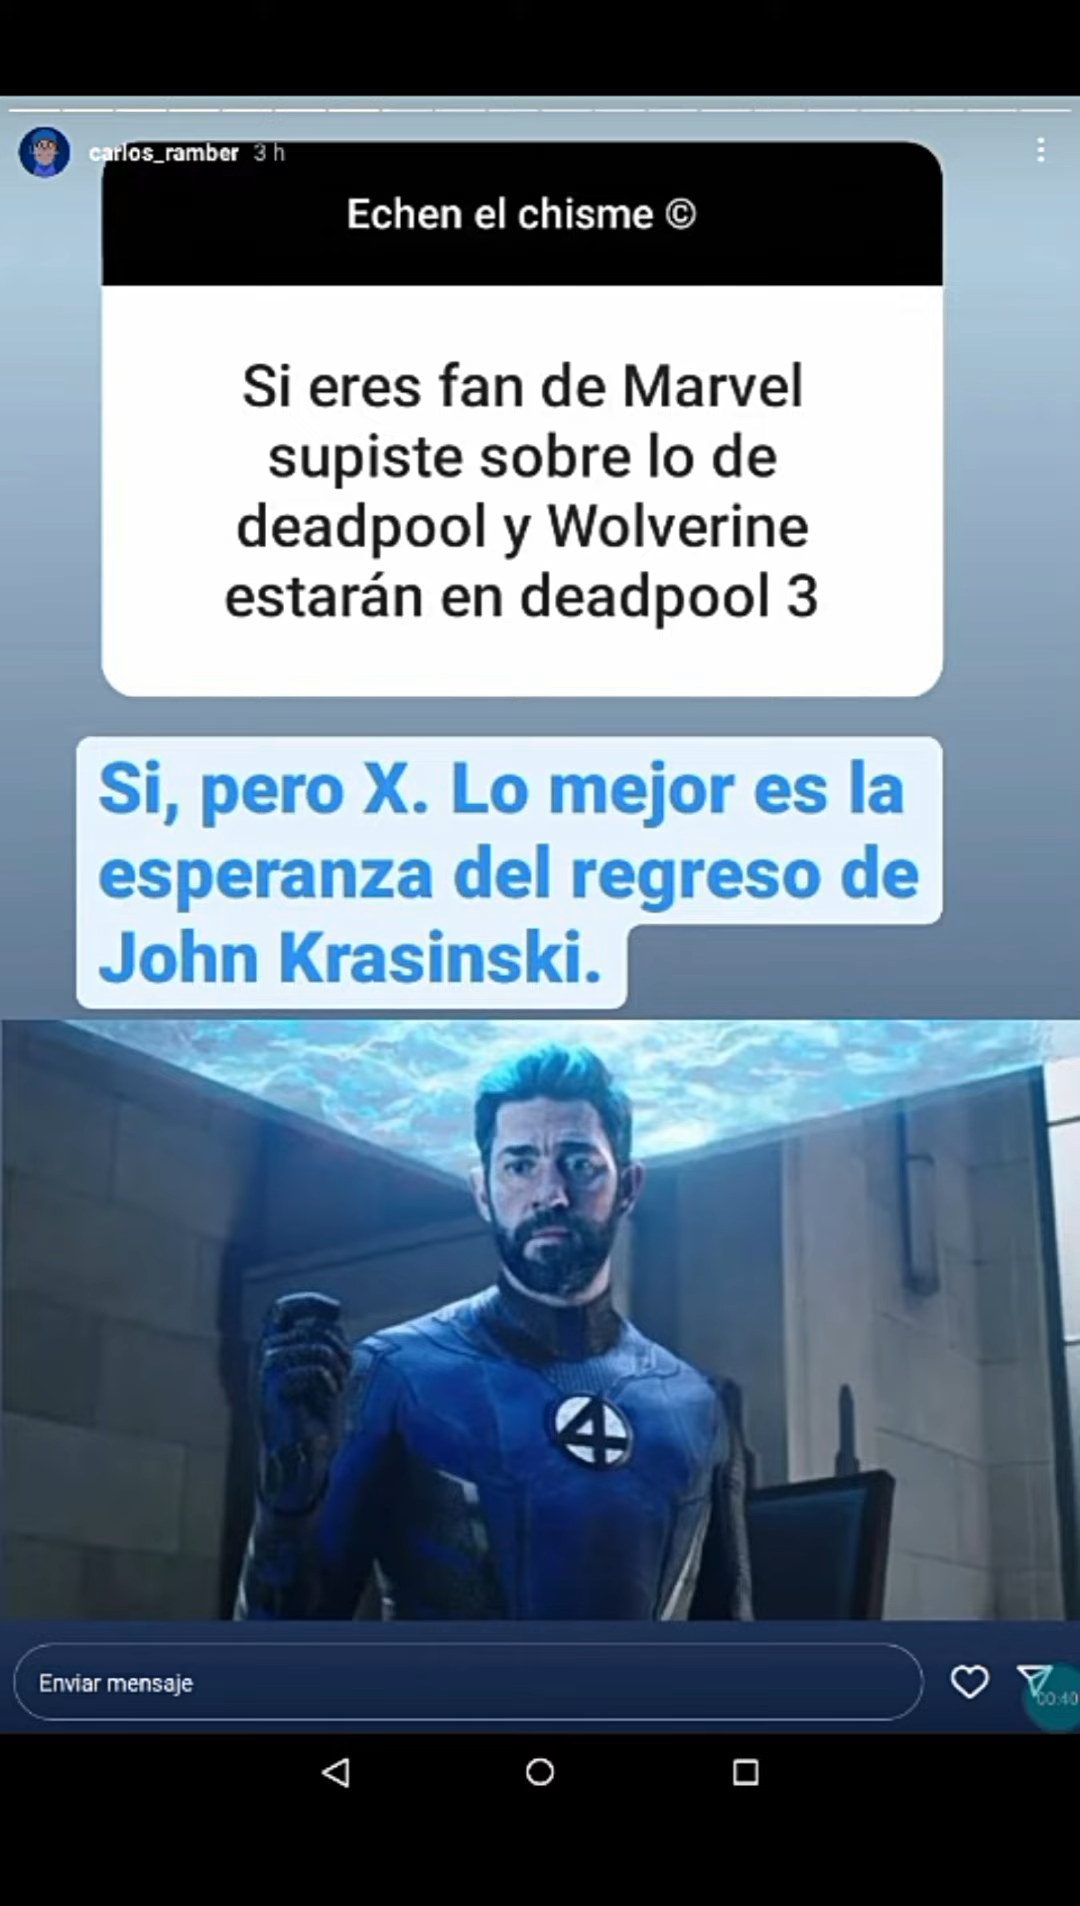 carlos_ramber 3 h
Echen el chisme ©
Si eres fan de Marvel
supiste sobre lo de
deadpool y Wolverine
estarán en deadpool 3
Si, pero X. Lo mejor es la
esperanza del regreso de
John Krasinski.
4
Enviar mensaje
00:40